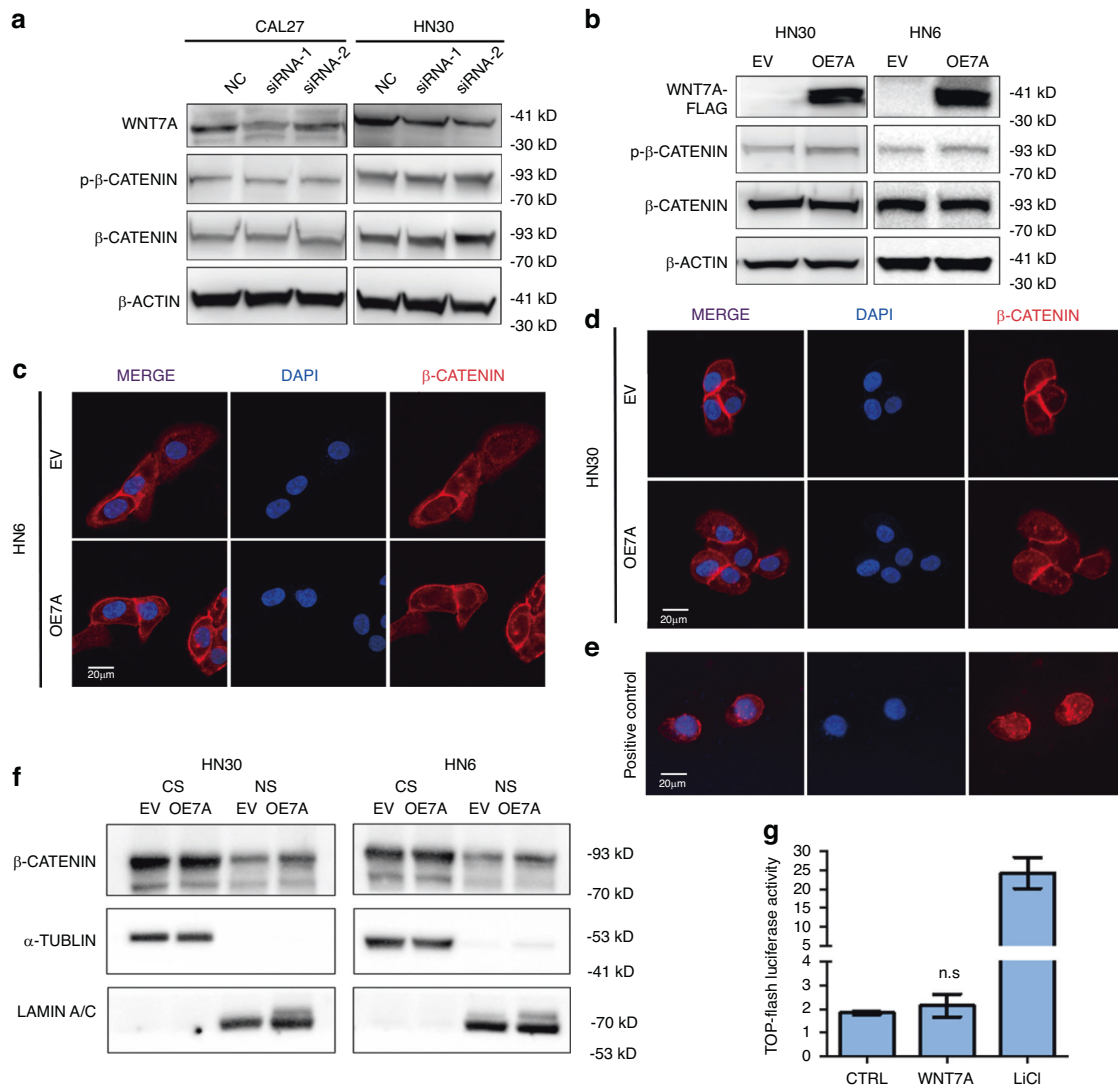 a
CAL27 HN30
NC siRNA-1 siRNA-2 NC siRNA-1 siRNA-2
WNT7A -41 kD
-30 kD
p-β-CATENIN -93 kD
-70 kD
β-CATENIN -93 kD
-70 kD
β-ACTIN -41 kD
-30 kD
b
HN30 HN6
EV OE7A EV OE7A
WNT7A-
FLAG
-41 kD
-30 kD
p-β-CATENIN -93 kD
-70 kD
β-CATENIN -93 kD
-70 kD
β-ACTIN -41 kD
-30 kD
c
MERGE DAPI β-CATENIN
HN6
EV
OE7A
20μm
d
MERGE DAPI β-CATENIN
HN30
EV
OE7A
20μm
e
Positive control
20μm
f
HN30 HN6
CS NS CS NS
EV OE7A EV OE7A EV OE7A EV OE7A
β-CATENIN -93 kD
-70 kD
α-TUBLIN -53 kD
-41 kD
LAMIN A/C -70 kD
-53 kD
g
TOP-flash luciferase activity
30
25
20
15
10
5
4
3
2
1
0
n.s
CTRL WNT7A LiCl